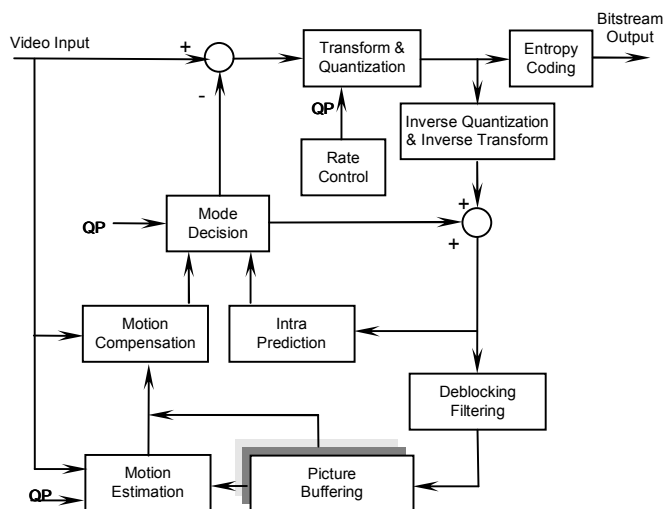 Bitstream
Output
Video Input
+
Transform &
Quantization
Entropy
Coding
-
QP
Inverse Quantization
& Inverse Transform
Rate
Control
Mode
Decision
QP
+
+
Motion
Compensation
Intra
Prediction
Deblocking
Filtering
Motion
Estimation
Picture
Buffering
QP